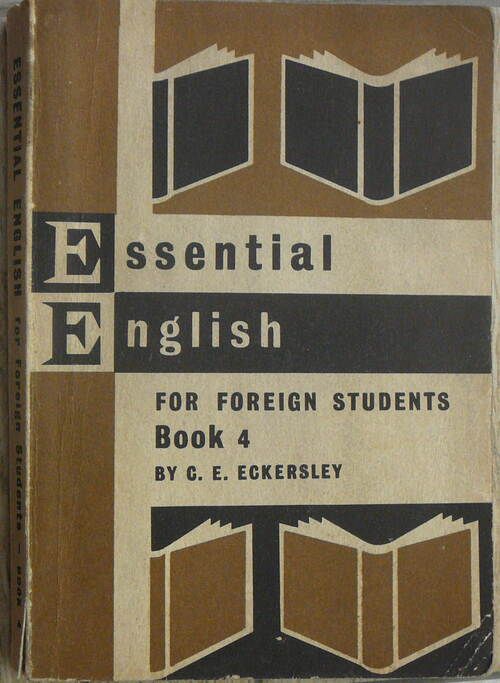 Essential
English
FOR FOREIGN STUDENTS
Book 4
BY C. E. ECKERSLEY
ESSENTIAL ENGLISH for Foreign Students — BOOK 4